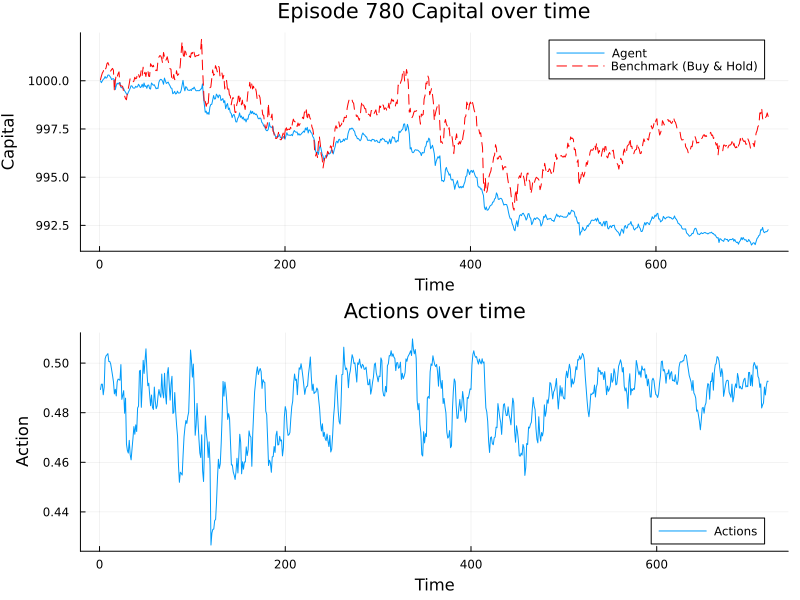 Episode 780 Capital over time
Agent
Benchmark (Buy & Hold)
1000.0
997.5
995.0
992.5
Capital
0
200
400
600
Time
Actions over time
0.50
0.48
0.46
0.44
Action
Actions
0
200
400
600
Time